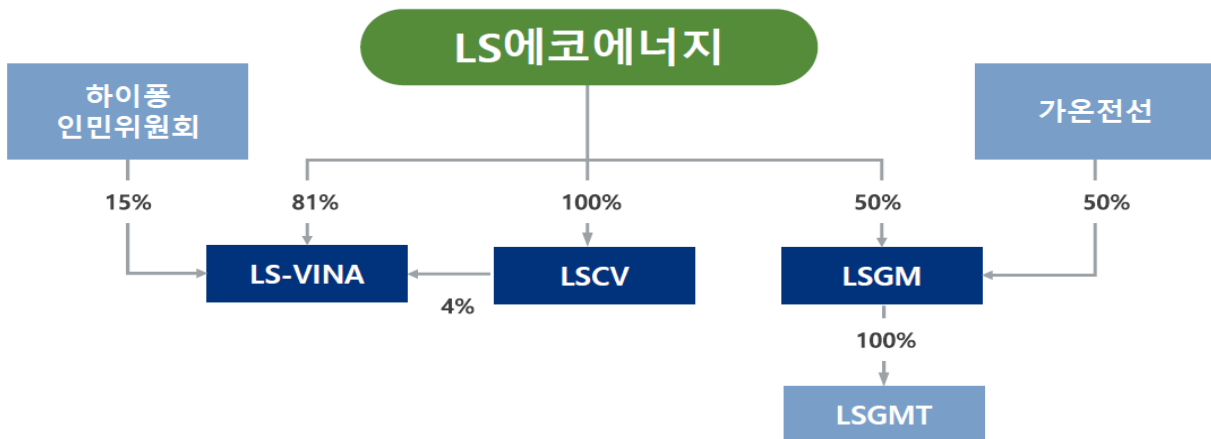 LS에코에너지
하이퐁
인민위원회
가온전선
15%
81%
100%
50%
50%
LS-VINA
LSCV
LSGM
4%
100%
LSGMT